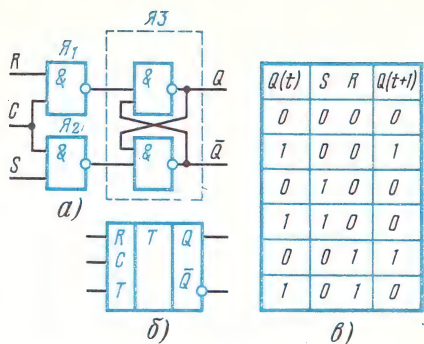 ЯЗ
Я1
R
&
&
Q
C
Я2
S
&
&
Q̅
а)
R T Q
C
T Q̅
б)
Q(t) S R Q(t+1)
0 0 0 0
1 0 0 1
0 1 0 0
1 1 0 0
0 0 1 1
1 0 1 0
в)